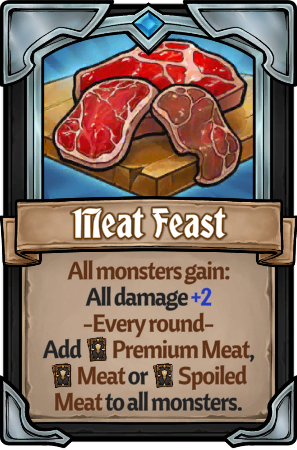 Meat Feast
All monsters gain:
All damage +2
-Every round-
Add Premium Meat,
Meat or Spoiled
Meat to all monsters.